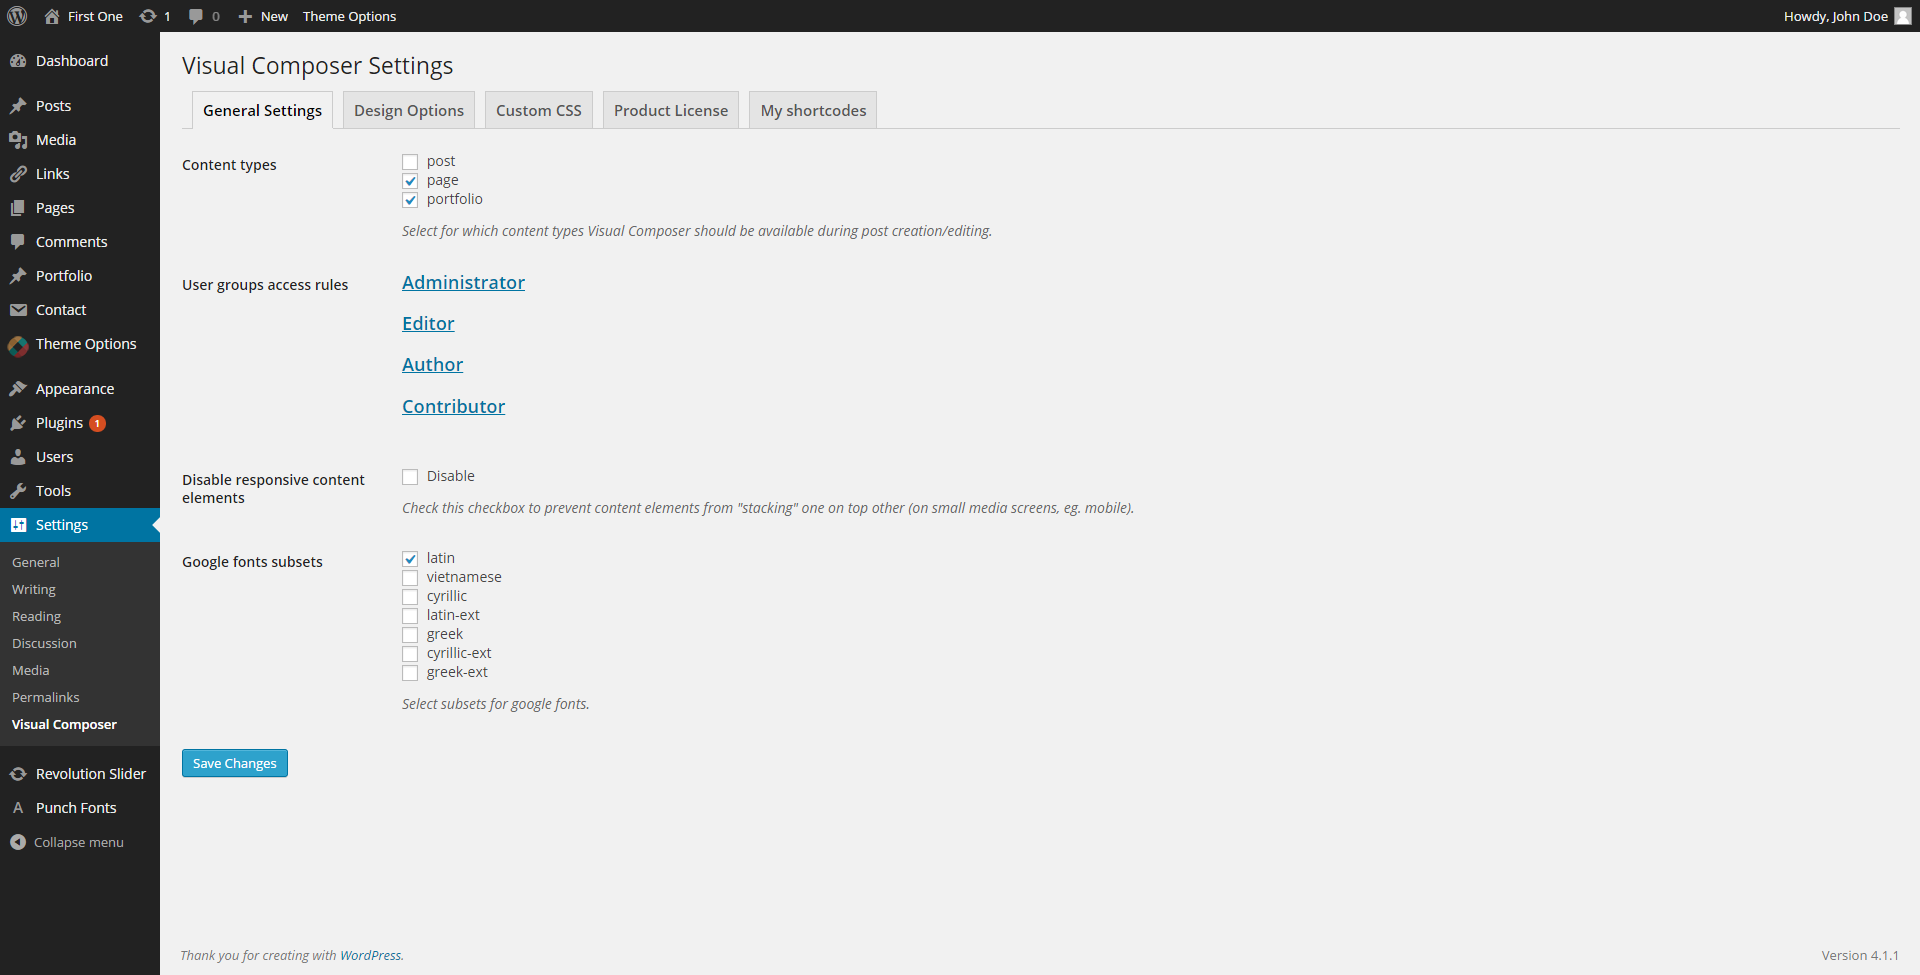 First One 1 0 New Theme Options Howdy, John Doe
Dashboard
Posts
Media
Links
Pages
Comments
Portfolio
Contact
Theme Options
Appearance
Plugins 1
Users
Tools
Settings
General
Writing
Reading
Discussion
Media
Permalinks
Visual Composer
Revolution Slider
Punch Fonts
Collapse menu
Visual Composer Settings
General Settings Design Options Custom CSS Product License My shortcodes
Content types
post
page
portfolio
Select for which content types Visual Composer should be available during post creation/editing.
User groups access rules
Administrator
Editor
Author
Contributor
Disable responsive content
elements
Disable
Check this checkbox to prevent content elements from "stacking" one on top other (on small media screens, eg. mobile).
Google fonts subsets
latin
vietnamese
cyrillic
latin-ext
greek
cyrillic-ext
greek-ext
Select subsets for google fonts.
Save Changes
Thank you for creating with WordPress. Version 4.1.1